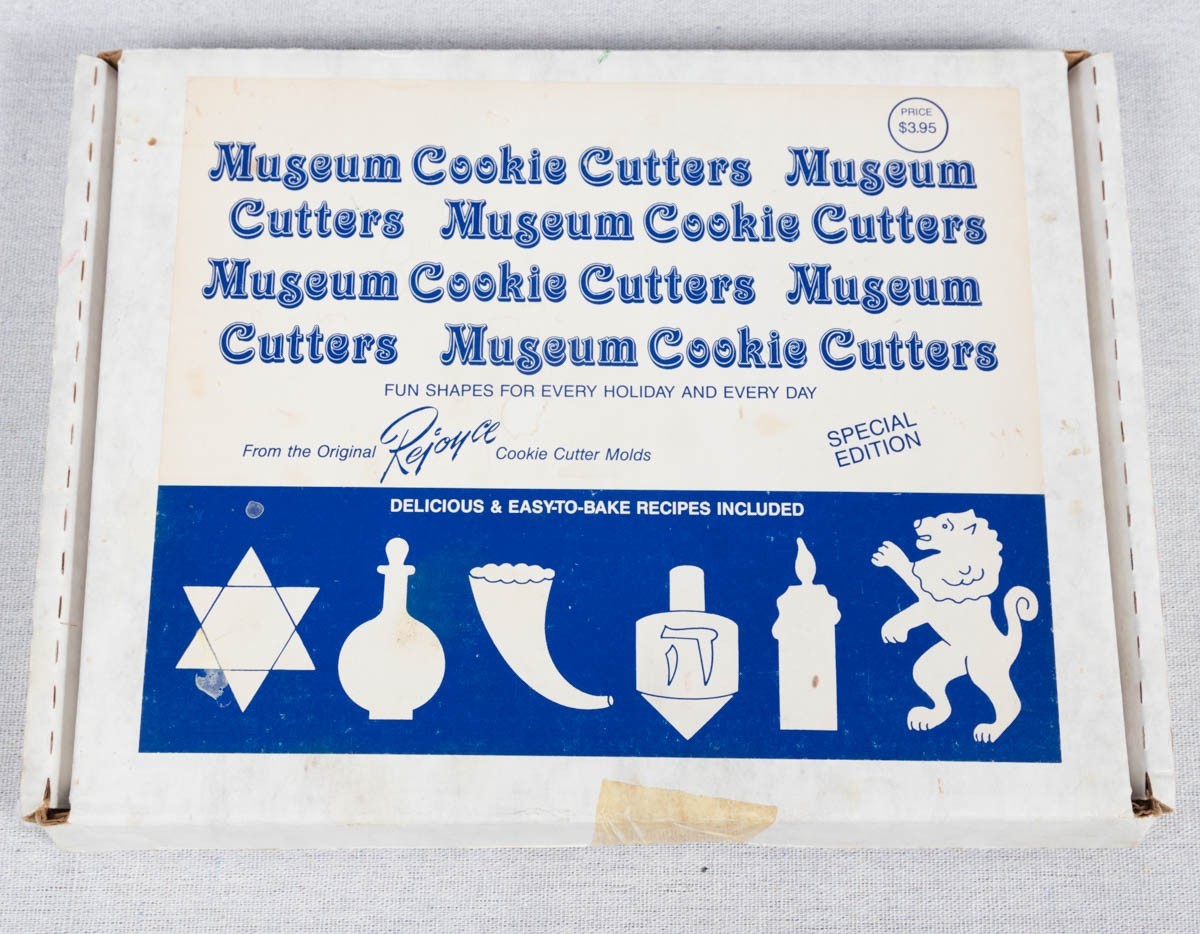 PRICE
$3.95
Museum Cookie Cutters Museum
Cutters Museum Cookie Cutters
Museum Cookie Cutters Museum
Cutters Museum Cookie Cutters
FUN SHAPES FOR EVERY HOLIDAY AND EVERY DAY
From the Original Rejoyce Cookie Cutter Molds
SPECIAL
EDITION
DELICIOUS & EASY-TO-BAKE RECIPES INCLUDED
ה